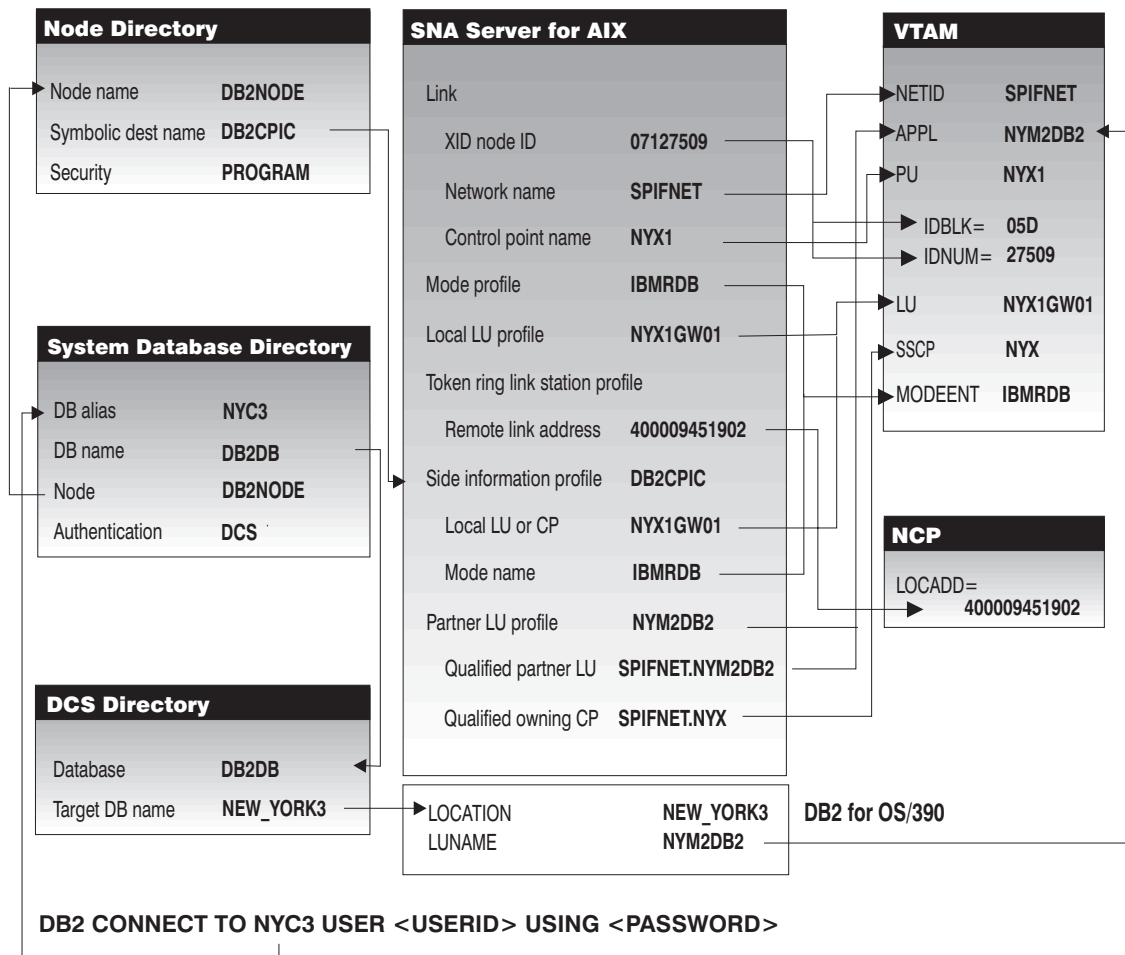 Node Directory
Node name DB2NODE
Symbolic dest name DB2CPIC
Security PROGRAM
System Database Directory
DB alias NYC3
DB name DB2DB
Node DB2NODE
Authentication DCS
DCS Directory
Database DB2DB
Target DB name NEW_YORK3
SNA Server for AIX
Link
XID node ID 07127509
Network name SPIFNET
Control point name NYX1
Mode profile IBMRDB
Local LU profile NYX1GW01
Token ring link station profile
Remote link address 400009451902
Side information profile DB2CPIC
Local LU or CP NYX1GW01
Mode name IBMRDB
Partner LU profile NYM2DB2
Qualified partner LU SPIFNET.NYM2DB2
Qualified owning CP SPIFNET.NYX
VTAM
NETID SPIFNET
APPL NYM2DB2
PU NYX1
IDBLK= 05D
IDNUM= 27509
LU NYX1GW01
SSCP NYX
MODEENT IBMRDB
NCP
LOCADD=
400009451902
LOCATION NEW_YORK3
LUNAME NYM2DB2
DB2 for OS/390
DB2 CONNECT TO NYC3 USER <USERID> USING <PASSWORD>